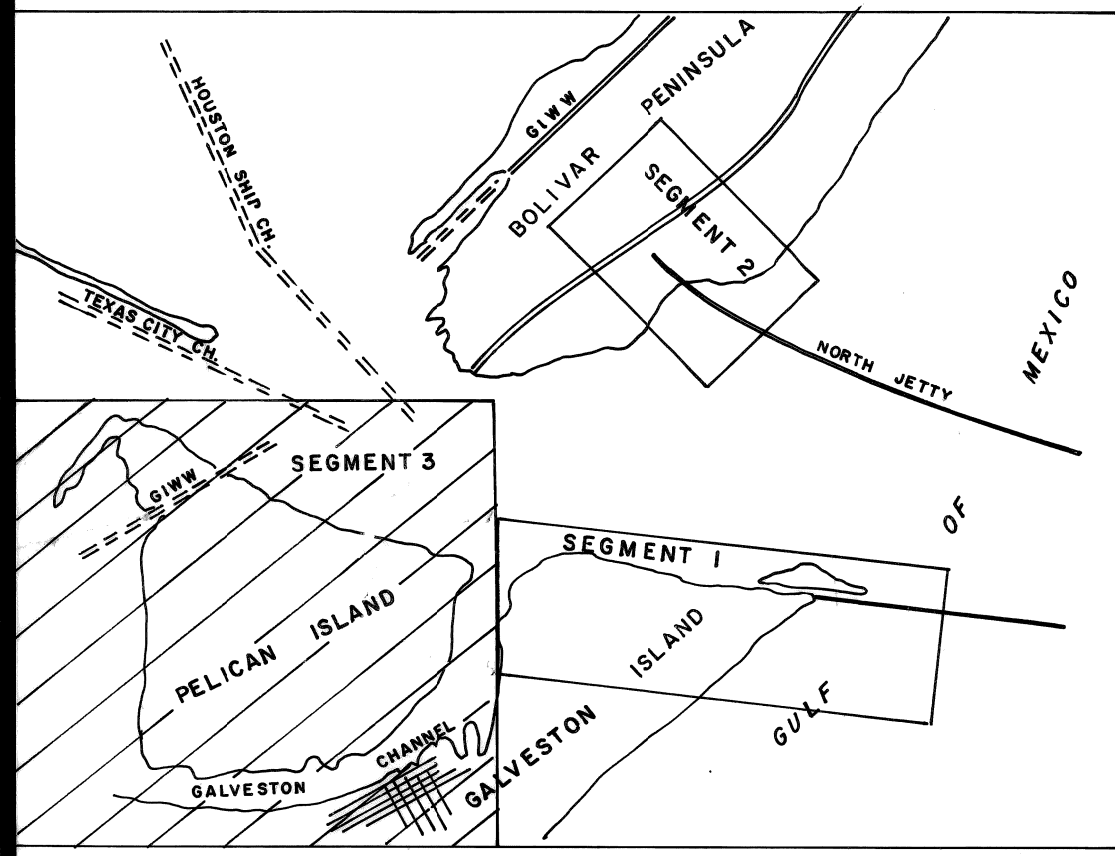 HOUSTON SHIP CH.
GIWW
PENINSULA
BOLIVAR
SEGMENT 2
TEXAS CITY CH.
NORTH JETTY
MEXICO
SEGMENT 3
GIWW
OF
SEGMENT 1
PELICAN ISLAND
ISLAND
GULF
GALVESTON
CHANNEL
GALVESTON